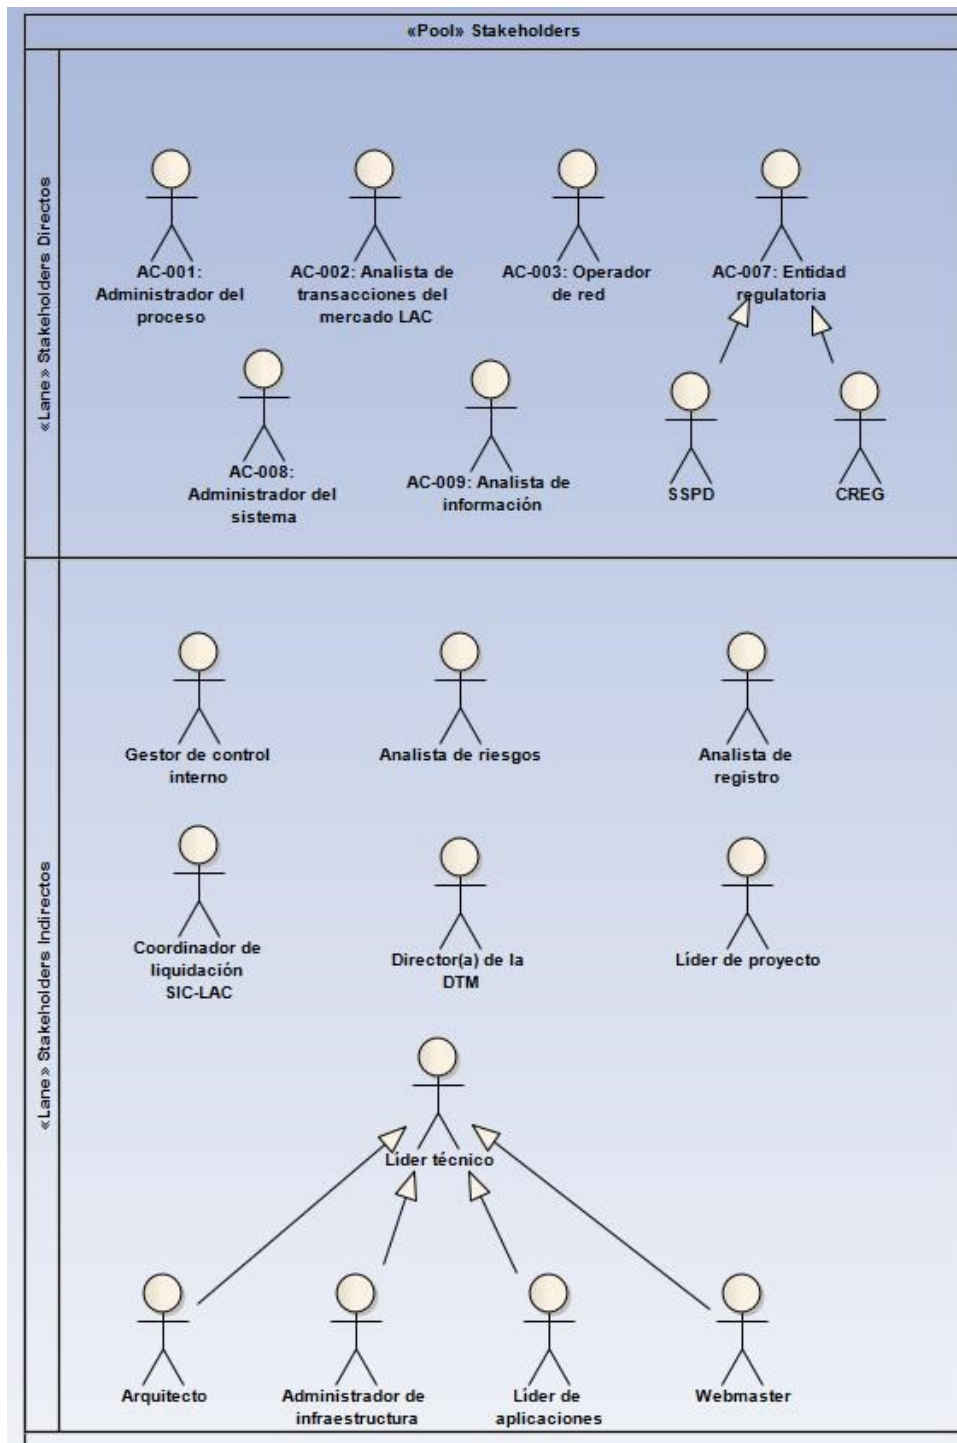 «Pool» Stakeholders
«Lane» Stakeholders Directos
AC-001:
Administrador del
proceso
AC-002: Analista de
transacciones del
mercado LAC
AC-003: Operador
de red
AC-007: Entidad
regulatoria
AC-008:
Administrador del
sistema
AC-009: Analista de
información
SSPD
CREG
«Lane» Stakeholders Indirectos
Gestor de control
interno
Analista de riesgos
Analista de
registro
Coordinador de
liquidación
SIC-LAC
Director(a) de la
DTM
Líder de proyecto
Líder técnico
Arquitecto
Administrador de
infraestructura
Líder de
aplicaciones
Webmaster